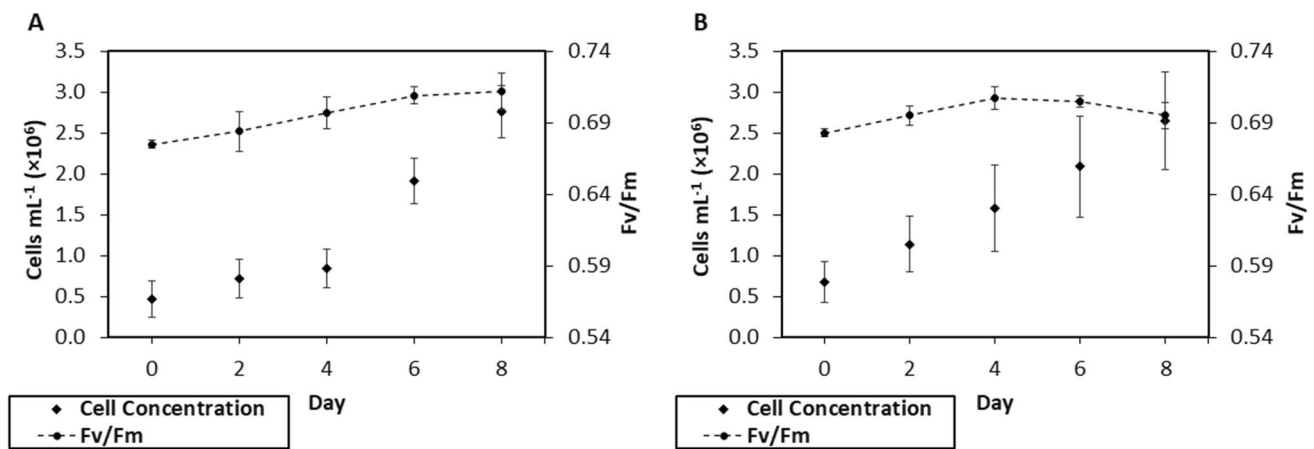 A
Cells mL⁻¹ (×10⁶)
3.5
3.0
2.5
2.0
1.5
1.0
0.5
0.0
0.74
0.69
0.64
0.59
0.54
Fv/Fm
0 2 4 6 8
Day
Cell Concentration
Fv/Fm
B
Cells mL⁻¹ (×10⁶)
3.5
3.0
2.5
2.0
1.5
1.0
0.5
0.0
0.74
0.69
0.64
0.59
0.54
Fv/Fm
0 2 4 6 8
Day
Cell Concentration
Fv/Fm